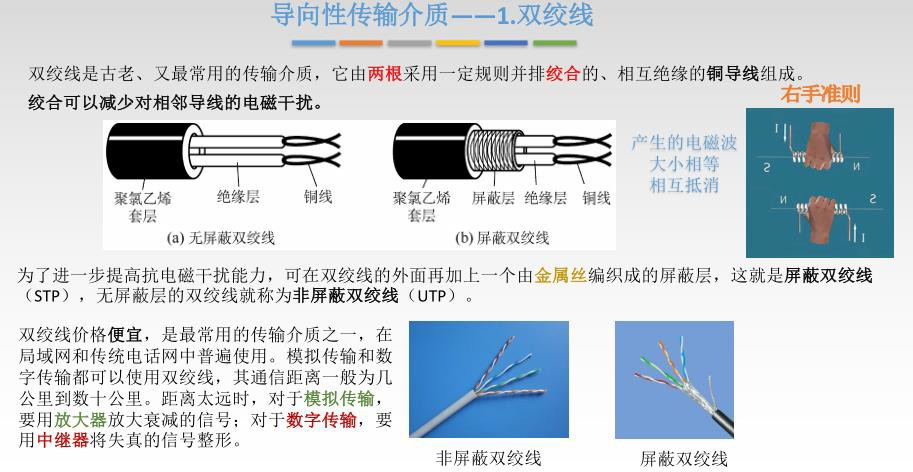 导向性传输介质——1.双绞线
双绞线是古老、又最常用的传输介质，它由两根采用一定规则并排绞合的、相互绝缘的铜导线组成。
绞合可以减少对相邻导线的电磁干扰。
右手准则
聚氯乙烯
套层
绝缘层
铜线
(a) 无屏蔽双绞线
聚氯乙烯
套层
屏蔽层
绝缘层
铜线
(b) 屏蔽双绞线
产生的电磁波
大小相等
相互抵消
I
S
N
N
S
I
为了进一步提高抗电磁干扰能力，可在双绞线的外面再加上一个由金属丝编织成的屏蔽层，这就是屏蔽双绞线
（STP），无屏蔽层的双绞线就称为非屏蔽双绞线（UTP）。
双绞线价格便宜，是最常用的传输介质之一，在
局域网和传统电话网中普遍使用。模拟传输和数
字传输都可以使用双绞线，其通信距离一般为几
公里到数十公里。距离太远时，对于模拟传输，
要用放大器放大衰减的信号；对于数字传输，要
用中继器将失真的信号整形。
非屏蔽双绞线
屏蔽双绞线